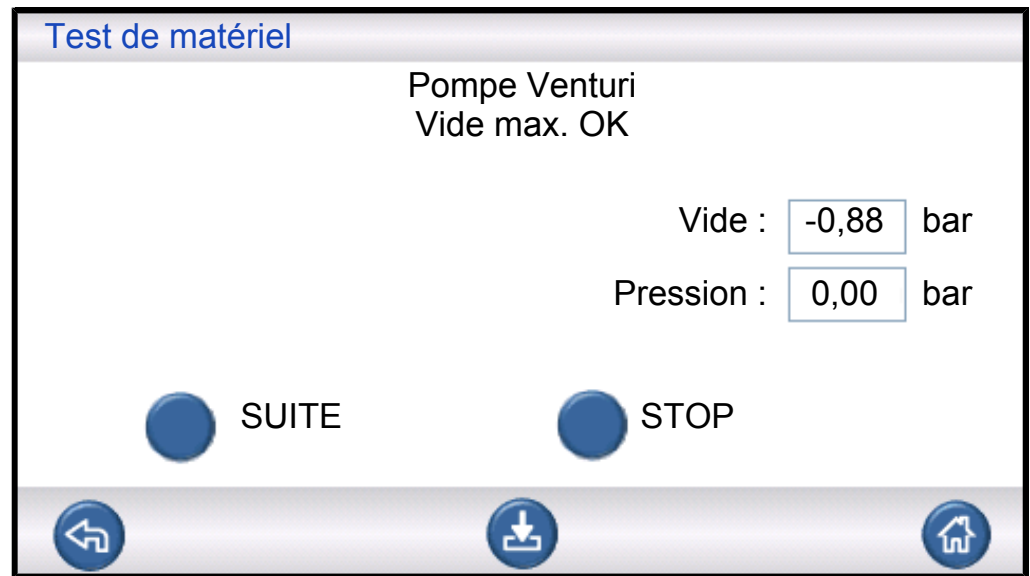 Test de matériel
Pompe Venturi
Vide max. OK
Vide : -0,88 bar
Pression : 0,00 bar
SUITE STOP